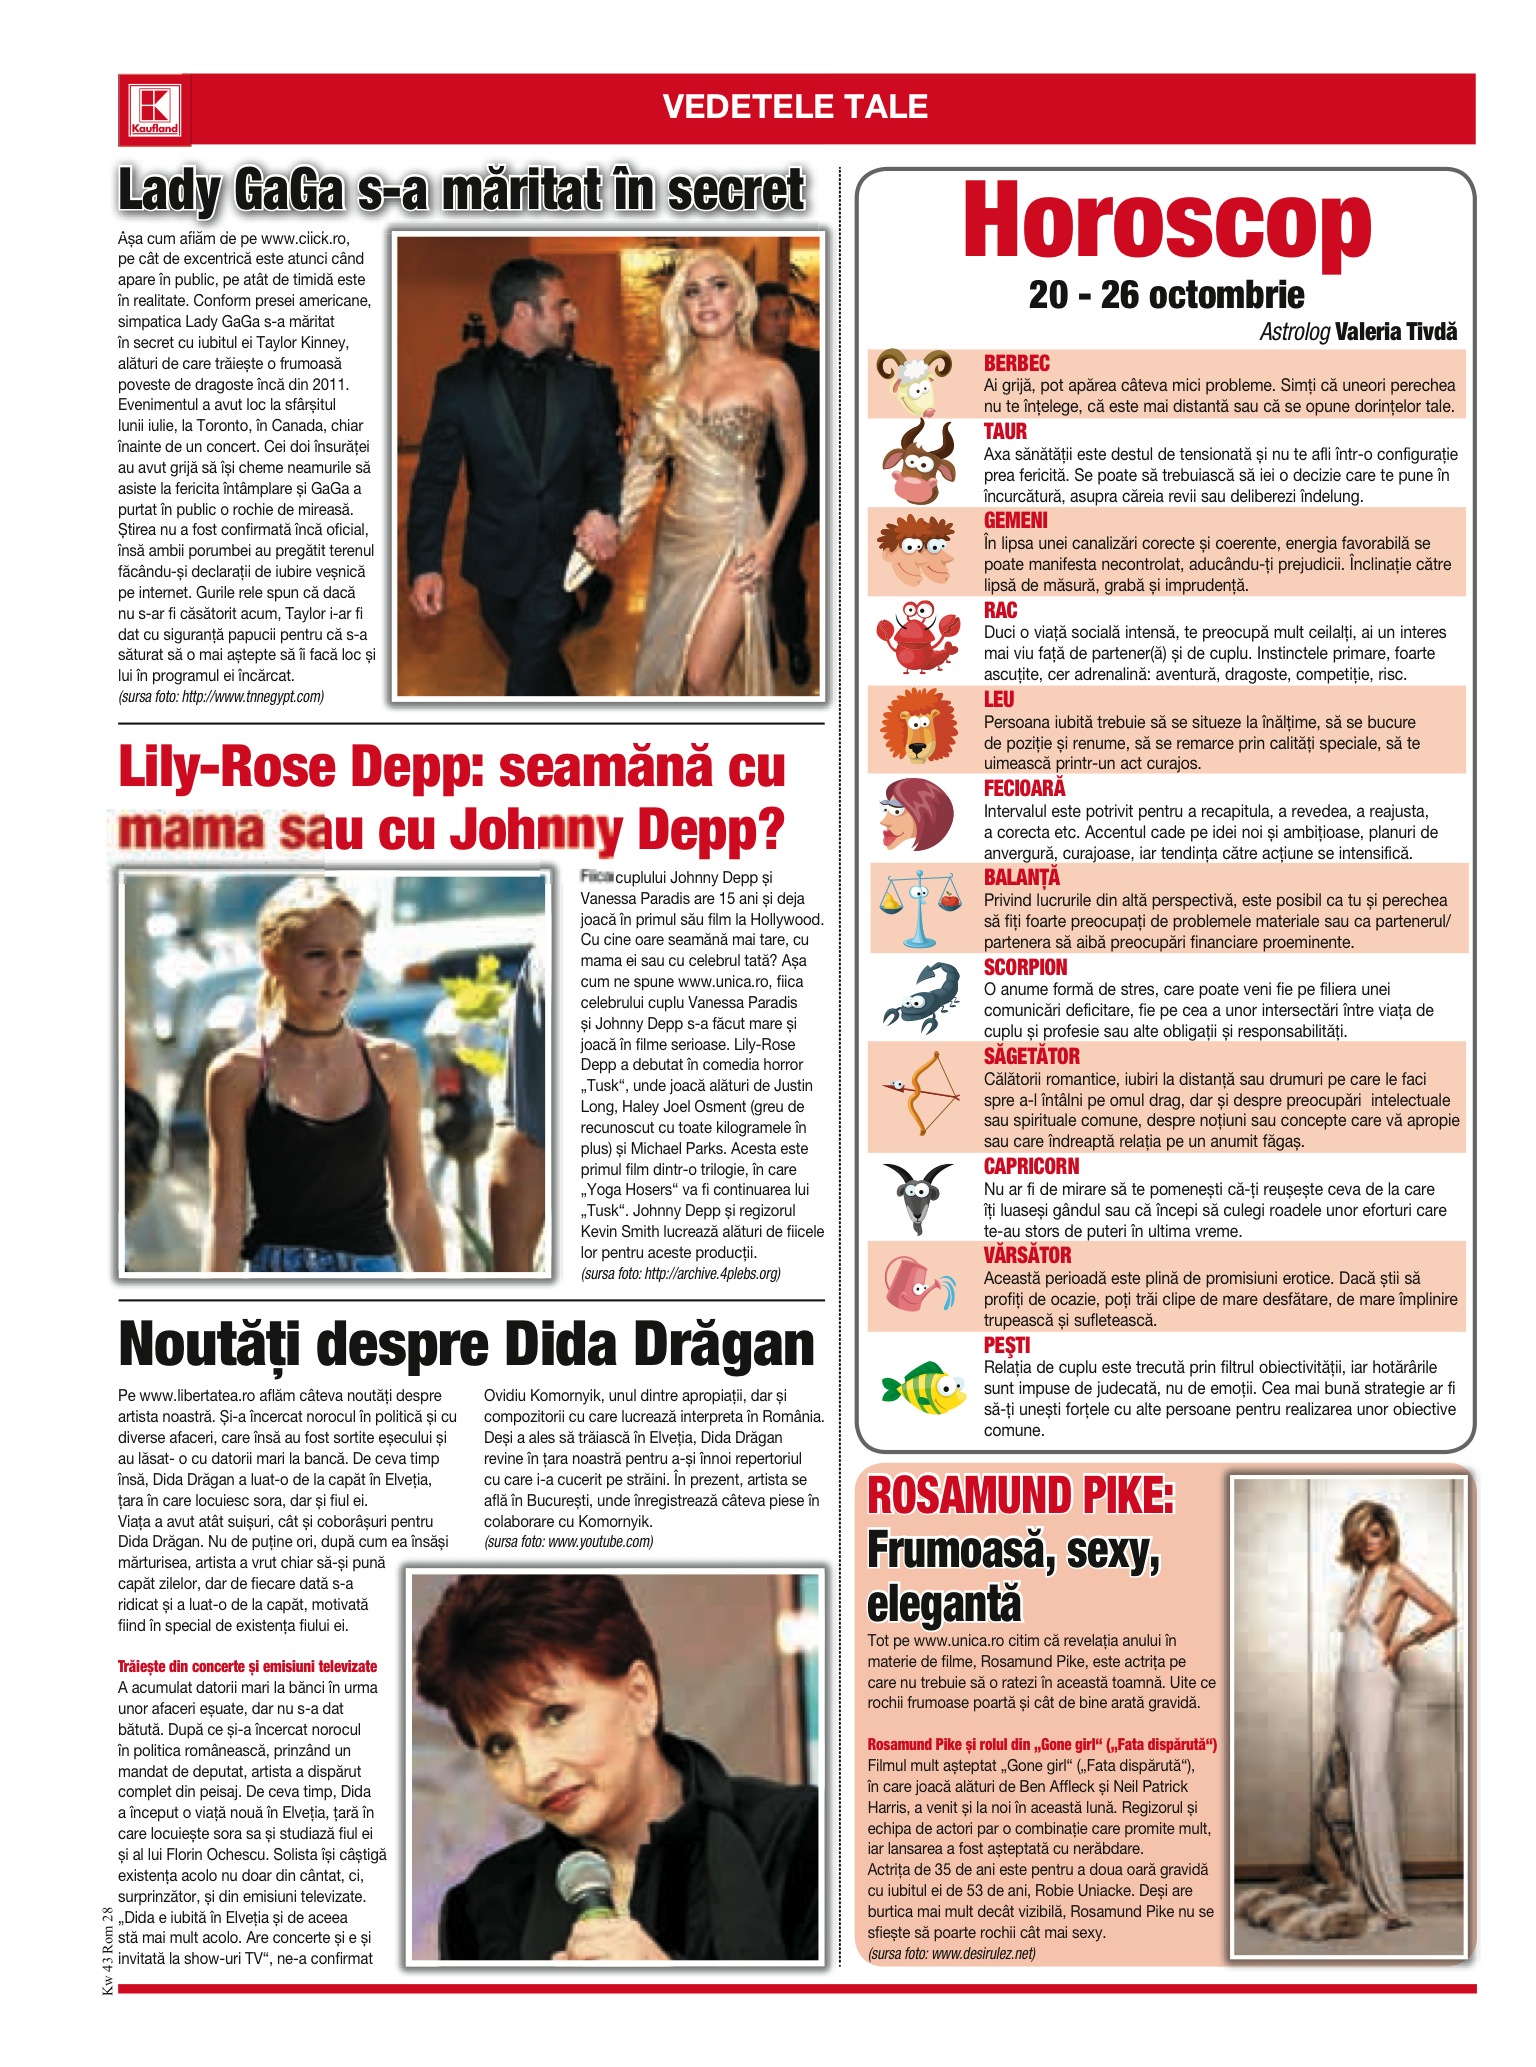 Kaufland
VEDETELE TALE
Lady GaGa s-a măritat în secret
Așa cum aflăm de pe www.ciick.ro,
pe cât de excentrică este atunci când
apare în public, pe atât de timidă este
în realitate. Conform presei americane,
simpatica Lady GaGa s-a măritat
în secret cu iubitul ei Taylor Kinney,
alături de care trăiește o frumoasă
poveste de dragoste încă din 2011.
Evenimentul a avut loc la sfârșitul
lunii iulie, la Toronto, în Canada, chiar
înainte de un concert. Cei doi însurăței
au avut grijă să își cheme neamurile să
asiste la fericita întâmplare și GaGa a
purtat în public o rochie de mireasă.
Știrea nu a fost confirmată încă oficial,
însă ambii porumbei au pregătit terenul
făcându-și declarații de iubire veșnică
pe internet. Gurile rele spun că dacă
nu s-ar fi căsătorit acum, Taylor i-ar fi
dat cu siguranță papucii pentru că s-a
săturat să o mai aștepte să îi facă loc și
lui în programul ei încărcat.
(sursa foto: http://www.tnnegypt.com)
Lily-Rose Depp: seamănă cu
mama sau cu Johnny Depp?
Fiica cuplului Johnny Depp și
Vanessa Paradis are 15 ani și deja
joacă în primul său film la Hollywood.
Cu cine oare seamănă mai tare, cu
mama ei sau cu celebrul tată? Așa
cum ne spune www.unica.ro, fiica
celebrului cuplu Vanessa Paradis
și Johnny Depp s-a făcut mare și
joacă în filme serioase. Lily-Rose
Depp a debutat în comedia horror
„Tusk“, unde joacă alături de Justin
Long, Haley Joel Osment (greu de
recunoscut cu toate kilogramele în
plus) și Michael Parks. Acesta este
primul film dintr-o trilogie, în care
„Yoga Hosers“ va fi continuarea lui
„Tusk“. Johnny Depp și regizorul
Kevin Smith lucrează alături de fiicele
lor pentru aceste producții.
(sursa foto: http://archive.4plebs.org)
Noutăți despre Dida Drăgan
Pe www.libertatea.ro aflăm câteva noutăți despre
artista noastră. Și-a încercat norocul în politică și cu
diverse afaceri, care însă au fost sortite eșecului și
au lăsat- o cu datorii mari la bancă. De ceva timp
însă, Dida Drăgan a luat-o de la capăt în Elveția,
țara în care locuiesc sora, dar și fiul ei.
Viața a avut atât suișuri, cât și coborâșuri pentru
Dida Drăgan. Nu de puține ori, după cum ea însăși
mărturisea, artista a vrut chiar să-și pună
capăt zilelor, dar de fiecare dată s-a
ridicat și a luat-o de la capăt, motivată
fiind în special de existența fiului ei.
Trăiește din concerte și emisiuni televizate
A acumulat datorii mari la bănci în urma
unor afaceri eșuate, dar nu s-a dat
bătută. După ce și-a încercat norocul
în politica românească, prinzând un
mandat de deputat, artista a dispărut
complet din peisaj. De ceva timp, Dida
a început o viață nouă în Elveția, țară în
care locuiește sora sa și studiază fiul ei
și al lui Florin Ochescu. Solista își câștigă
existența acolo nu doar din cântat, ci,
surprinzător, și din emisiuni televizate.
„Dida e iubită în Elveția și de aceea
stă mai mult acolo. Are concerte și e și
invitată la show-uri TV“, ne-a confirmat
Ovidiu Komornyik, unul dintre apropiații, dar și
compozitorii cu care lucrează interpreta în România.
Deși a ales să trăiască în Elveția, Dida Drăgan
revine în țara noastră pentru a-și înnoi repertoriul
cu care i-a cucerit pe străini. În prezent, artista se
află în București, unde înregistrează câteva piese în
colaborare cu Komornyik.
(sursa foto: www.youtube.com)
Horoscop
20 - 26 octombrie
Astrolog Valeria Tivdă
BERBEC
Ai grijă, pot apărea câteva mici probleme. Simți că uneori perechea
nu te înțelege, că este mai distantă sau că se opune dorințelor tale.
TAUR
Axa sănătății este destul de tensionată și nu te afli într-o configurație
prea fericită. Se poate să trebuiască să iei o decizie care te pune în
încurcătură, asupra căreia revii sau deliberezi îndelung.
GEMENI
În lipsa unei canalizări corecte și coerente, energia favorabilă se
poate manifesta necontrolat, aducându-ți prejudicii. Înclinație către
lipsă de măsură, grabă și imprudență.
RAC
Duci o viață socială intensă, te preocupă mult ceilalți, ai un interes
mai viu față de partener(ă) și de cuplu. Instinctele primare, foarte
ascuțite, cer adrenalină: aventură, dragoste, competiție, risc.
LEU
Persoana iubită trebuie să se situeze la înălțime, să se bucure
de poziție și renume, să se remarce prin calități speciale, să te
uimească printr-un act curajos.
FECIOARĂ
Intervalul este potrivit pentru a recapitula, a revedea, a reajusta,
a corecta etc. Accentul cade pe idei noi și ambițioase, planuri de
anvergură, curajoase, iar tendința către acțiune se intensifică.
BALANȚĂ
Privind lucrurile din altă perspectivă, este posibil ca tu și perechea
să fiți foarte preocupați de problemele materiale sau ca partenerul/
partenera să aibă preocupări financiare proeminente.
SCORPION
O anume formă de stres, care poate veni fie pe filiera unei
comunicări deficitare, fie pe cea a unor intersectări între viața de
cuplu și profesie sau alte obligații și responsabilități.
SĂGETĂTOR
Călătorii romantice, iubiri la distanță sau drumuri pe care le faci
spre a-l întâlni pe omul drag, dar și despre preocupări  intelectuale
sau spirituale comune, despre noțiuni sau concepte care vă apropie
sau care îndreaptă relația pe un anumit făgaș.
CAPRICORN
Nu ar fi de mirare să te pomenești că-ți reușește ceva de la care
îți luaseși gândul sau că începi să culegi roadele unor eforturi care
te-au stors de puteri în ultima vreme.
VĂRSĂTOR
Această perioadă este plină de promisiuni erotice. Dacă știi să
profiți de ocazie, poți trăi clipe de mare desfătare, de mare împlinire
trupească și sufletească.
PEȘTI
Relația de cuplu este trecută prin filtrul obiectivității, iar hotărârile
sunt impuse de judecată, nu de emoții. Cea mai bună strategie ar fi
să-ți unești forțele cu alte persoane pentru realizarea unor obiective
comune.
ROSAMUND PIKE:
Frumoasă, sexy,
elegantă
Tot pe www.unica.ro citim că revelația anului în
materie de filme, Rosamund Pike, este actrița pe
care nu trebuie să o ratezi în această toamnă. Uite ce
rochii frumoase poartă și cât de bine arată gravidă.
Rosamund Pike și rolul din „Gone girl“ („Fata dispărută“)
Filmul mult așteptat „Gone girl“ („Fata dispărută“),
în care joacă alături de Ben Affleck și Neil Patrick
Harris, a venit și la noi în această lună. Regizorul și
echipa de actori par o combinație care promite mult,
iar lansarea a fost așteptată cu nerăbdare.
Actrița de 35 de ani este pentru a doua oară gravidă
cu iubitul ei de 53 de ani, Robie Uniacke. Deși are
burtica mai mult decât vizibilă, Rosamund Pike nu se
sfiește să poarte rochii cât mai sexy.
(sursa foto: www.desirulez.net)
Kw 43 Rom 28